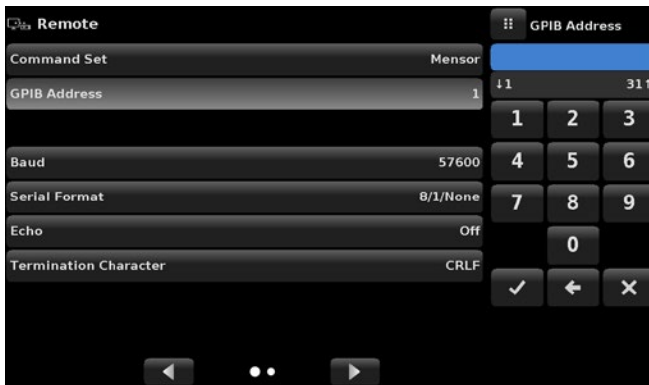 Remote
GPIB Address
Command Set Mensor
GPIB Address 1
↓1 31↑
1 2 3
Baud 57600
4 5 6
Serial Format 8/1/None
7 8 9
Echo Off
0
Termination Character CRLF